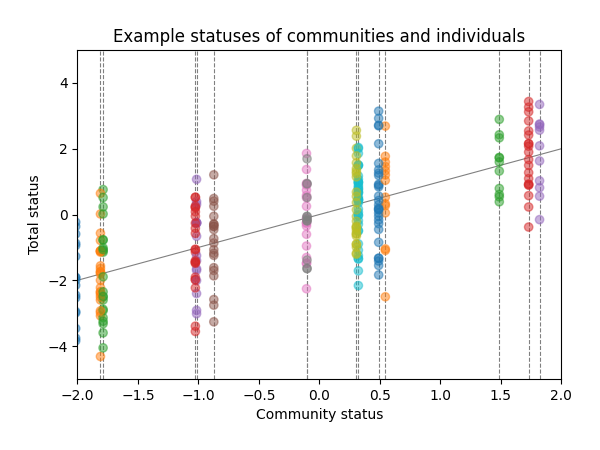 Example statuses of communities and individuals
Total status
4
2
0
−2
−4
−2.0 −1.5 −1.0 −0.5 0.0 0.5 1.0 1.5 2.0
Community status